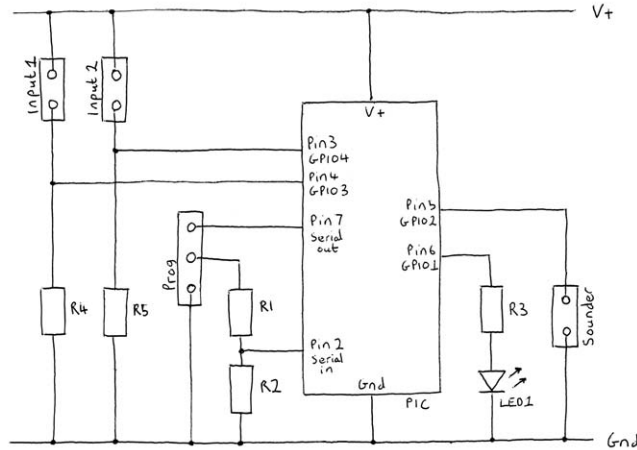 V+
Input 1
Input 2
V+
Pin3
GPIO4
Pin4
GPIO3
Pin5
GPIO2
Pin7
Serial
out
Pin6
GPIO1
Prog
R4
R5
R1
R3
Sounder
Pin 2
Serial
in
R2
Gnd
PIC
LED1
Gnd